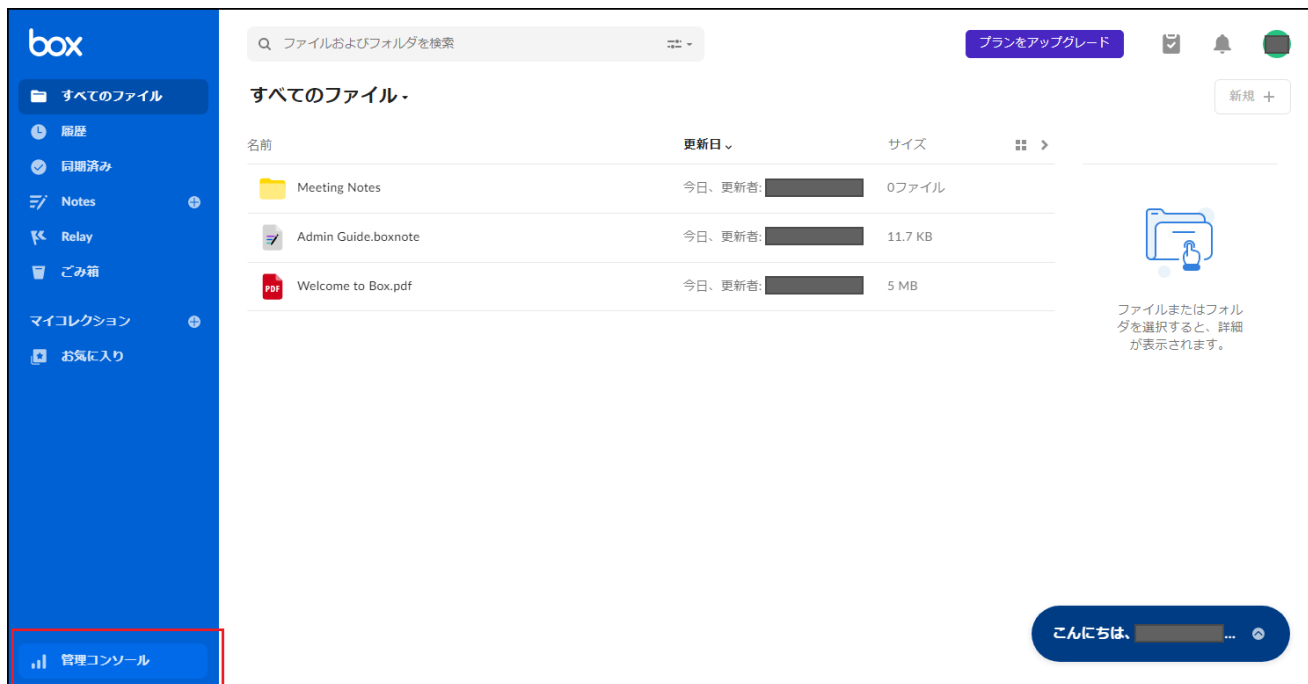 box
ファイルおよびフォルダを検索
プランをアップグレード
すべてのファイル
履歴
同期済み
Notes
Relay
ごみ箱
マイコレクション
お気に入り
管理コンソール
すべてのファイル
新規 +
名前 更新日 サイズ
Meeting Notes 今日、更新者: 0ファイル
Admin Guide.boxnote 今日、更新者: 11.7 KB
PDF Welcome to Box.pdf 今日、更新者: 5 MB
ファイルまたはフォル
ダを選択すると、詳細
が表示されます。
こんにちは、 ...